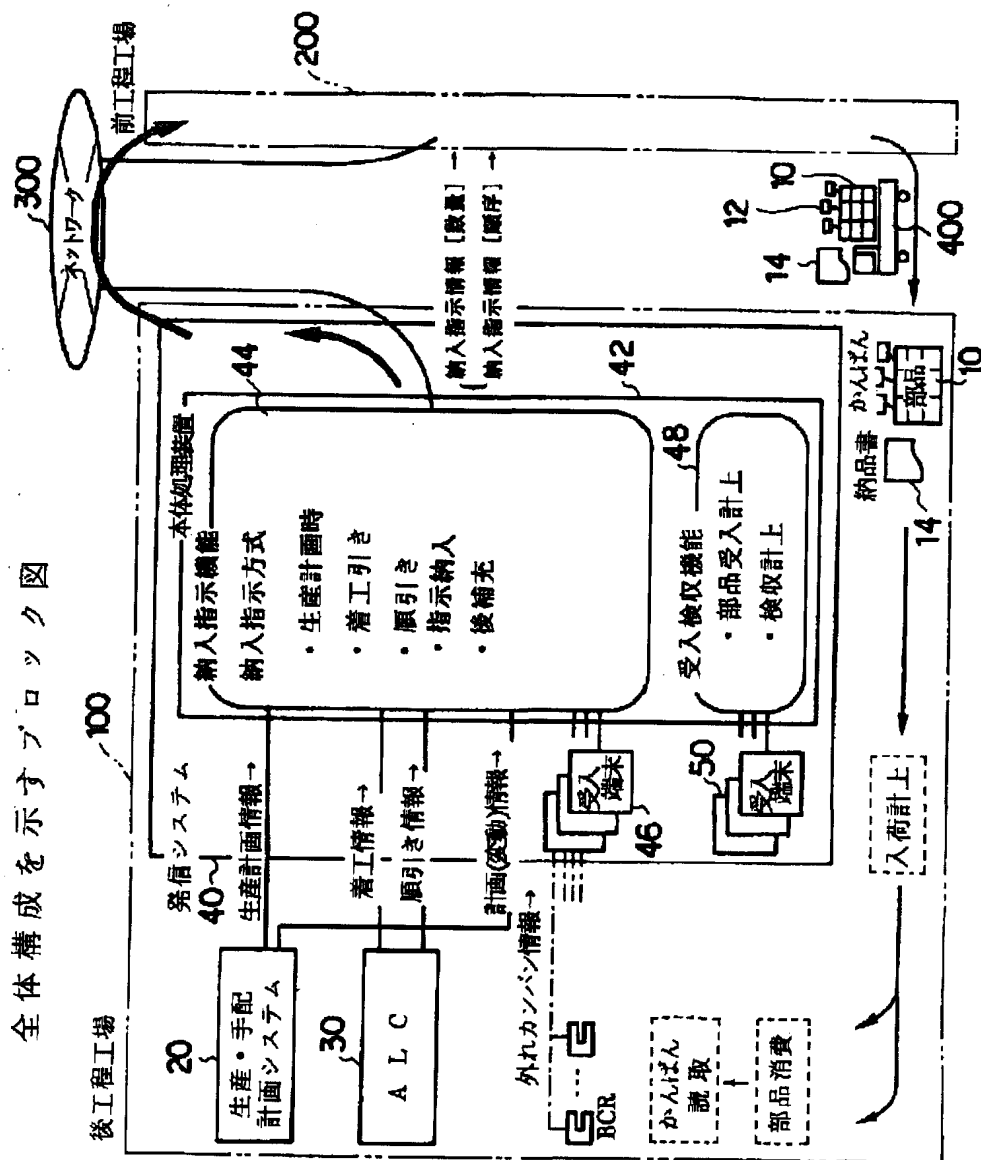 全体構成を示すブロック図
後工程工場
100
発信システム
40
本体処理装置
44
300
ネットワーク
前工程工場
200
20
生産・手配
計画システム
生産計画情報→
30
ALC
着工情報→
順引き情報→
計画(変動)情報→
納入指示機能
納入指示方式
・生産計画時
・着工引き
・順引き
・指示納入
・後補充
42
納入指示情報[数量]→
納入指示情報[順序]→
外れカンバン情報→
BCR
受入
端末
46
受入検収機能
48
・部品受入計上
・検収計上
50
受入
端末
14
12
10
400
かんばん
読取
部品消費
入荷計上
納品書
14
かんばん
部品
10